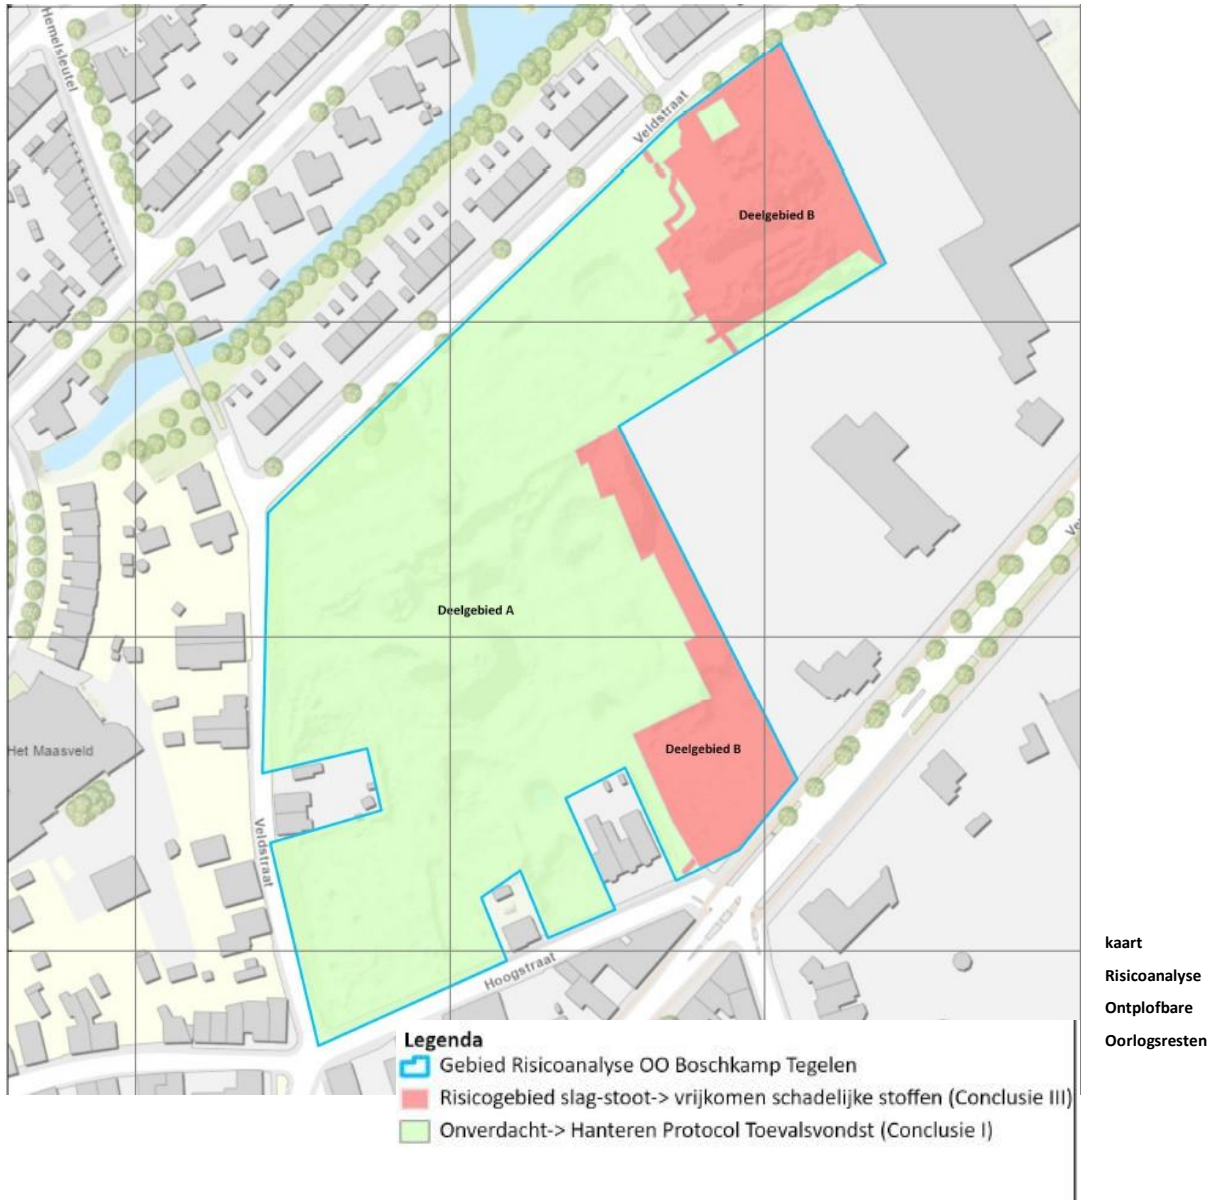 Hemelsleutel
Veldstraat
Deelgebied B
Deelgebied A
Het Maasveld
Deelgebied B
Veldstraat
Hoogstraat
kaart
Risicoanalyse
Ontplofbare
Oorlogsresten
Legenda
Gebied Risicoanalyse OO Boschkamp Tegelen
Risicogebied slag-stoot-> vrijkomen schadelijke stoffen (Conclusie III)
Onverdacht-> Hanteren Protocol Toevalsvondst (Conclusie I)